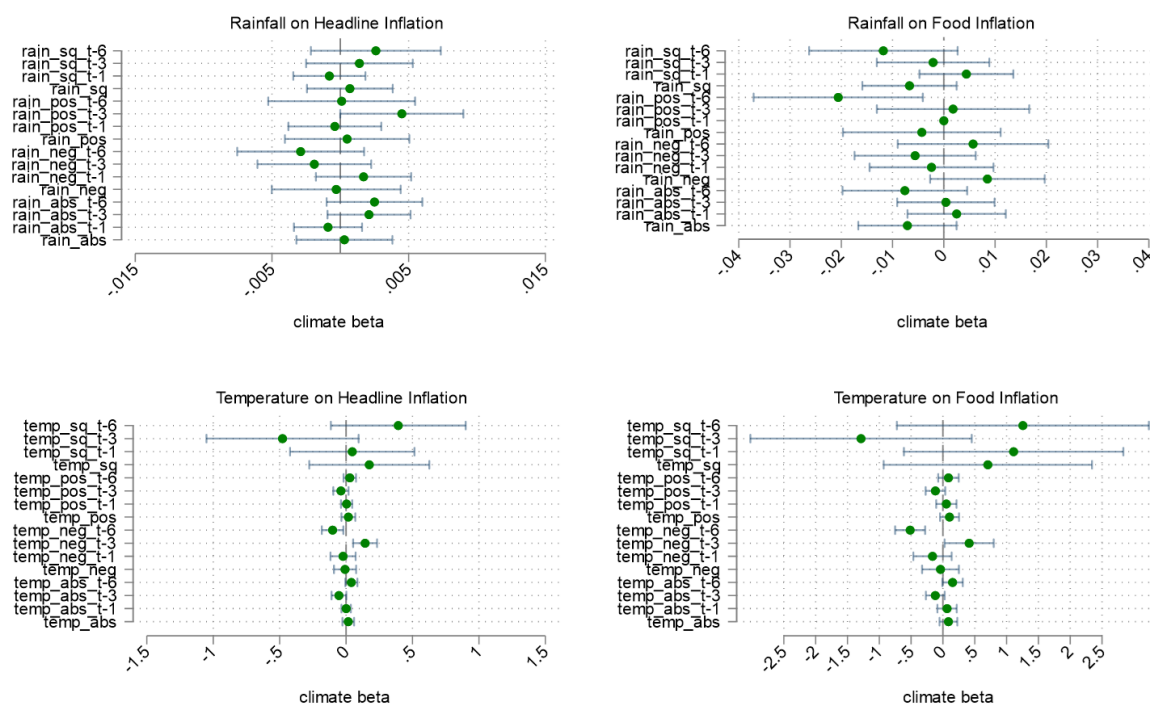 Rainfall on Headline Inflation
rain_sq_t-6
rain_sq_t-3
rain_sq_t-1
rain_sq
rain_pos_t-6
rain_pos_t-3
rain_pos_t-1
rain_pos
rain_neg_t-6
rain_neg_t-3
rain_neg_t-1
rain_neg
rain_abs_t-6
rain_abs_t-3
rain_abs_t-1
rain_abs
-.015
-.005
.005
.015
climate beta
Rainfall on Food Inflation
rain_sq_t-6
rain_sq_t-3
rain_sq_t-1
rain_sq
rain_pos_t-6
rain_pos_t-3
rain_pos_t-1
rain_pos
rain_neg_t-6
rain_neg_t-3
rain_neg_t-1
rain_neg
rain_abs_t-6
rain_abs_t-3
rain_abs_t-1
rain_abs
-.04
-.03
-.02
-.01
0
.01
.02
.03
.04
climate beta
Temperature on Headline Inflation
temp_sq_t-6
temp_sq_t-3
temp_sq_t-1
temp_sq
temp_pos_t-6
temp_pos_t-3
temp_pos_t-1
temp_pos
temp_neg_t-6
temp_neg_t-3
temp_neg_t-1
temp_neg
temp_abs_t-6
temp_abs_t-3
temp_abs_t-1
temp_abs
-1.5
-1
-.5
0
.5
1
1.5
climate beta
Temperature on Food Inflation
temp_sq_t-6
temp_sq_t-3
temp_sq_t-1
temp_sq
temp_pos_t-6
temp_pos_t-3
temp_pos_t-1
temp_pos
temp_neg_t-6
temp_neg_t-3
temp_neg_t-1
temp_neg
temp_abs_t-6
temp_abs_t-3
temp_abs_t-1
temp_abs
-2.5
-2
-1.5
-1
-.5
0
.5
1
1.5
2
2.5
climate beta